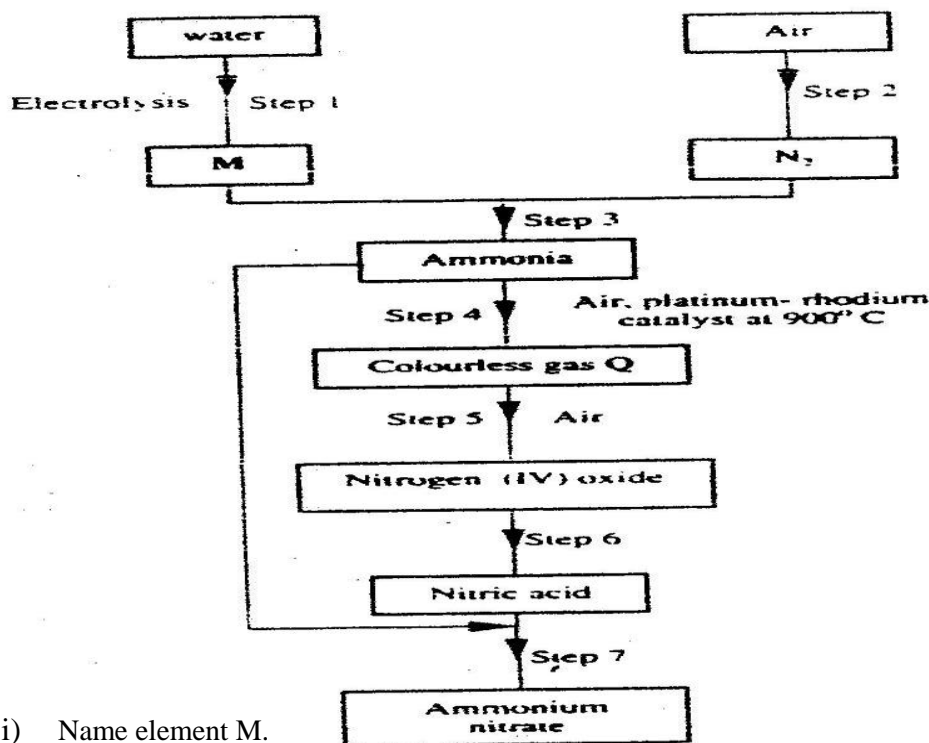 water
Air
Electrolysis Step 1
Step 2
M
N₂
Step 3
Ammonia
Step 4
Air, platinum- rhodium
catalyst at 900° C
Colourless gas Q
Step 5 Air
Nitrogen (IV) oxide
Step 6
Nitric acid
Step 7
Ammonium
nitrate
i) Name element M.